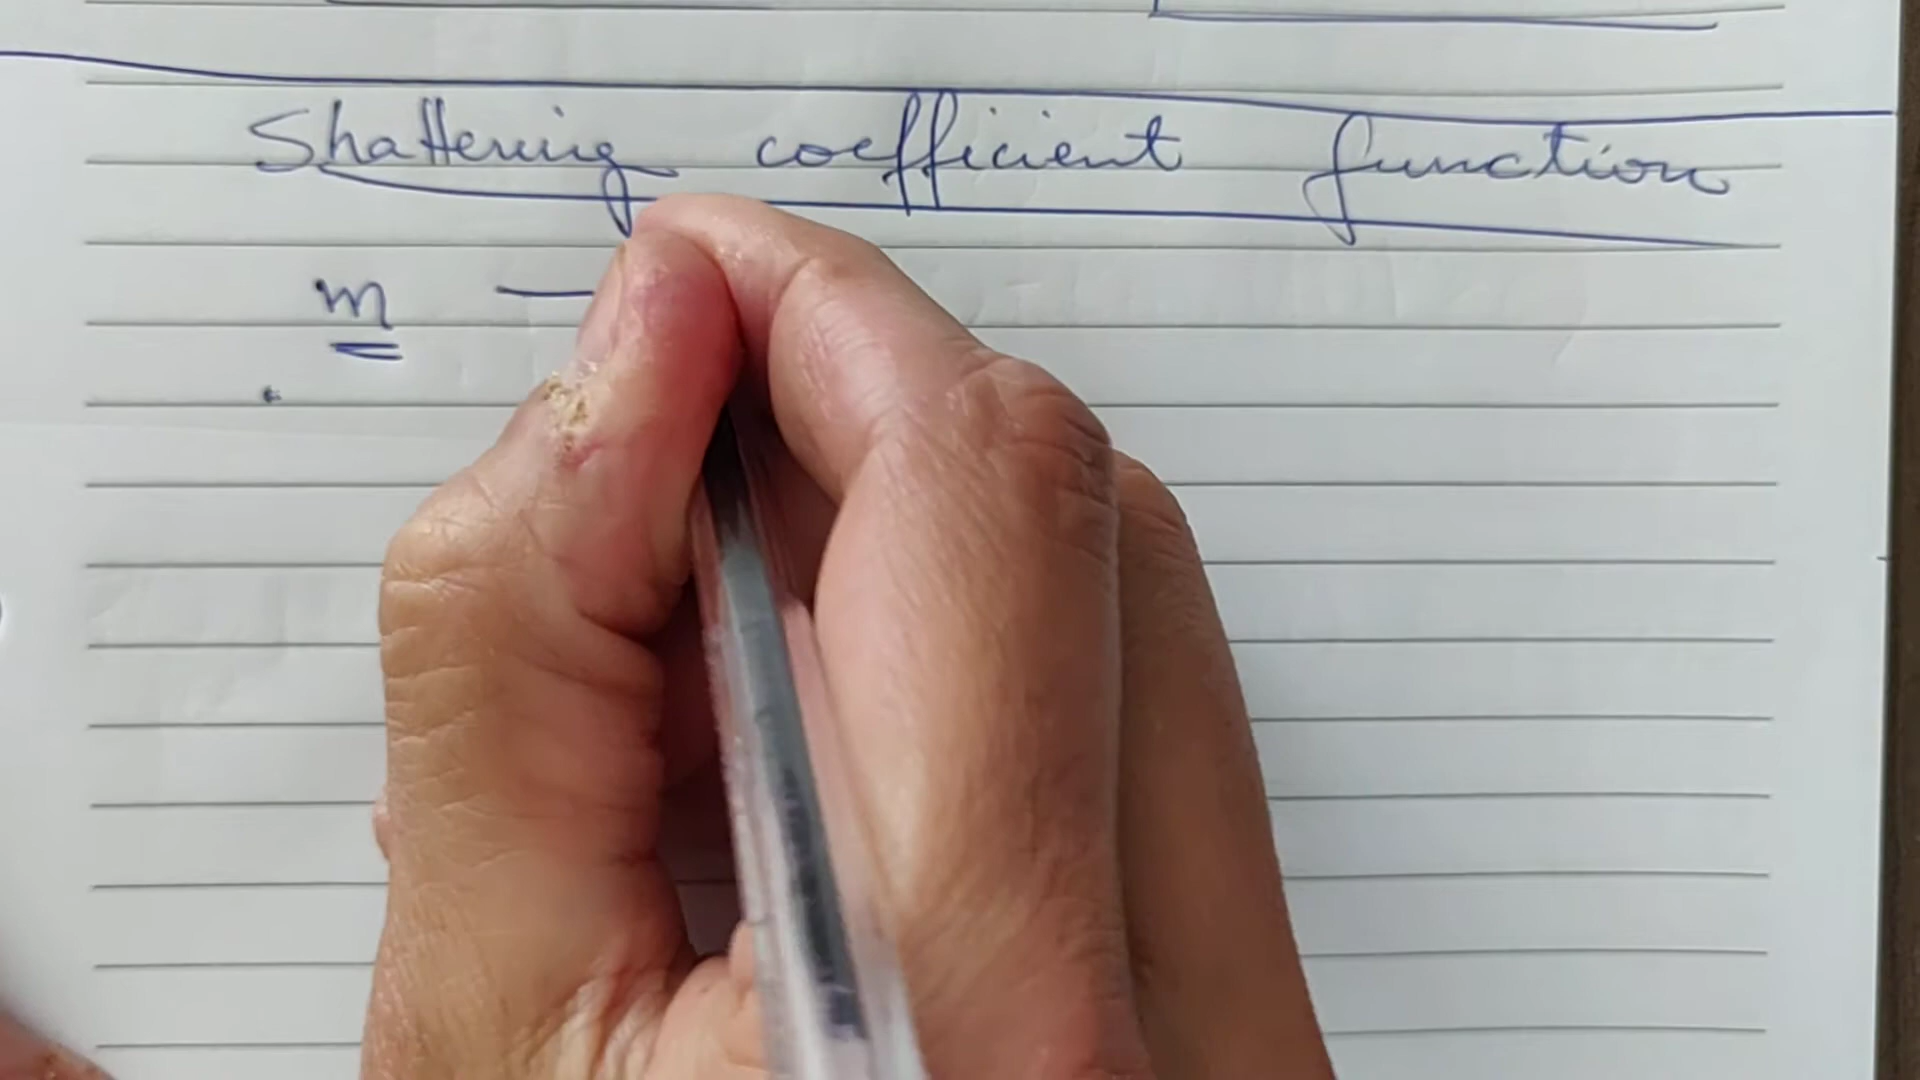 Shattering coefficient function
m —